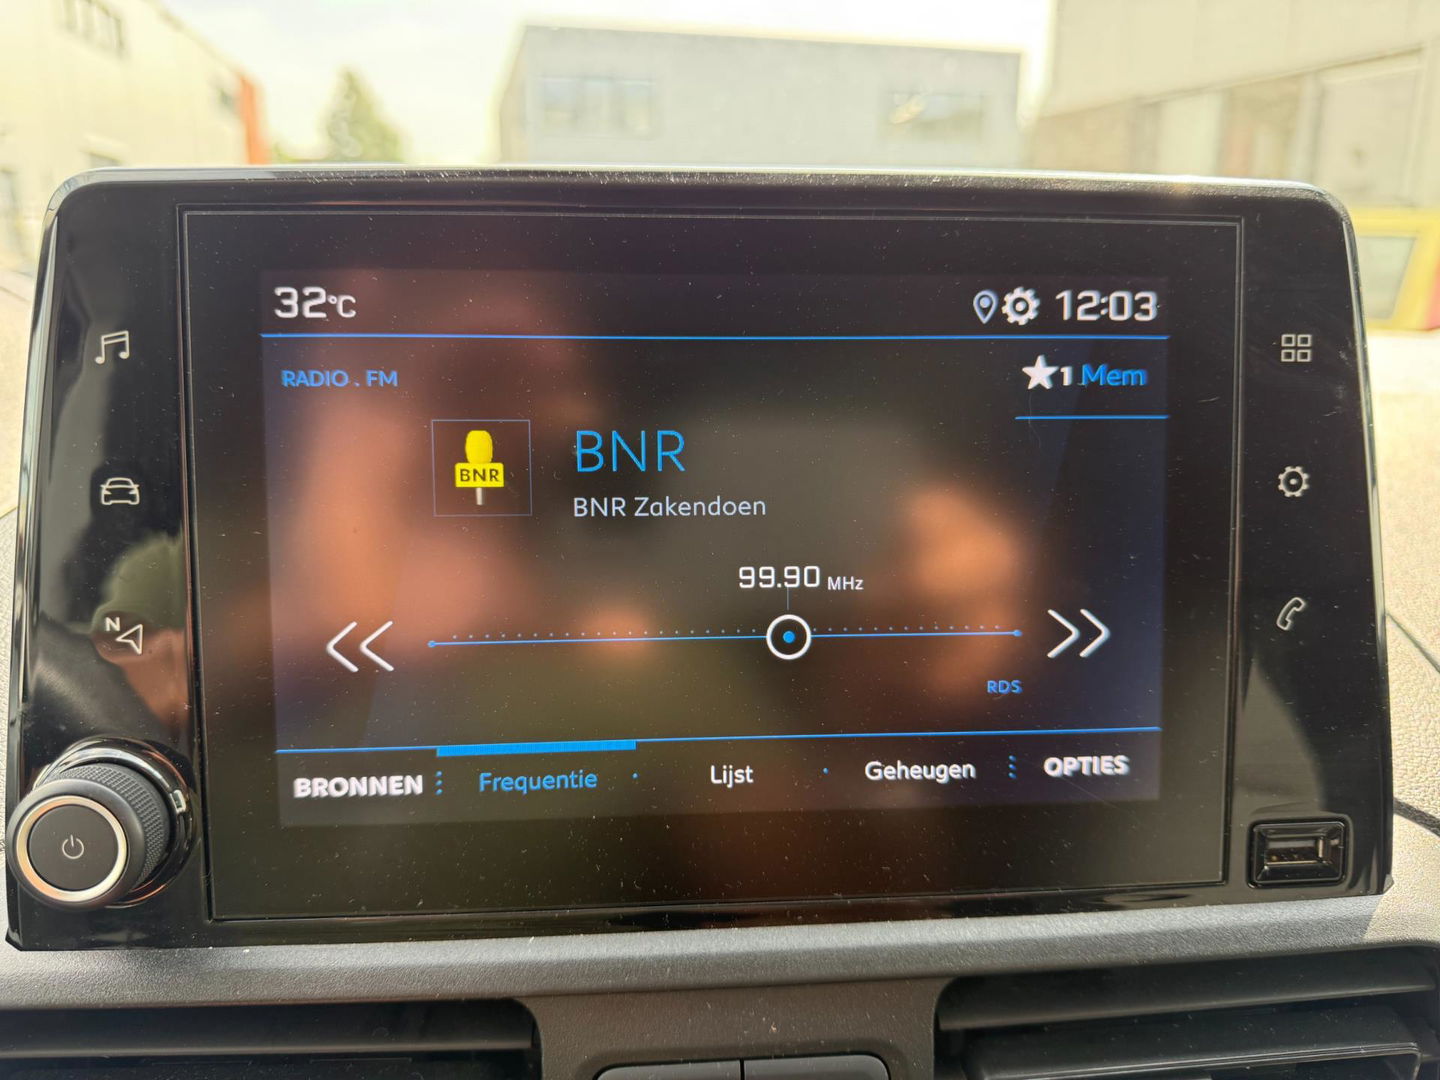 32°C
12:03
RADIO . FM
1 Mem
BNR
BNR
BNR Zakendoen
99.90 MHz
N
RDS
BRONNEN
Frequentie
Lijst
Geheugen
OPTIES